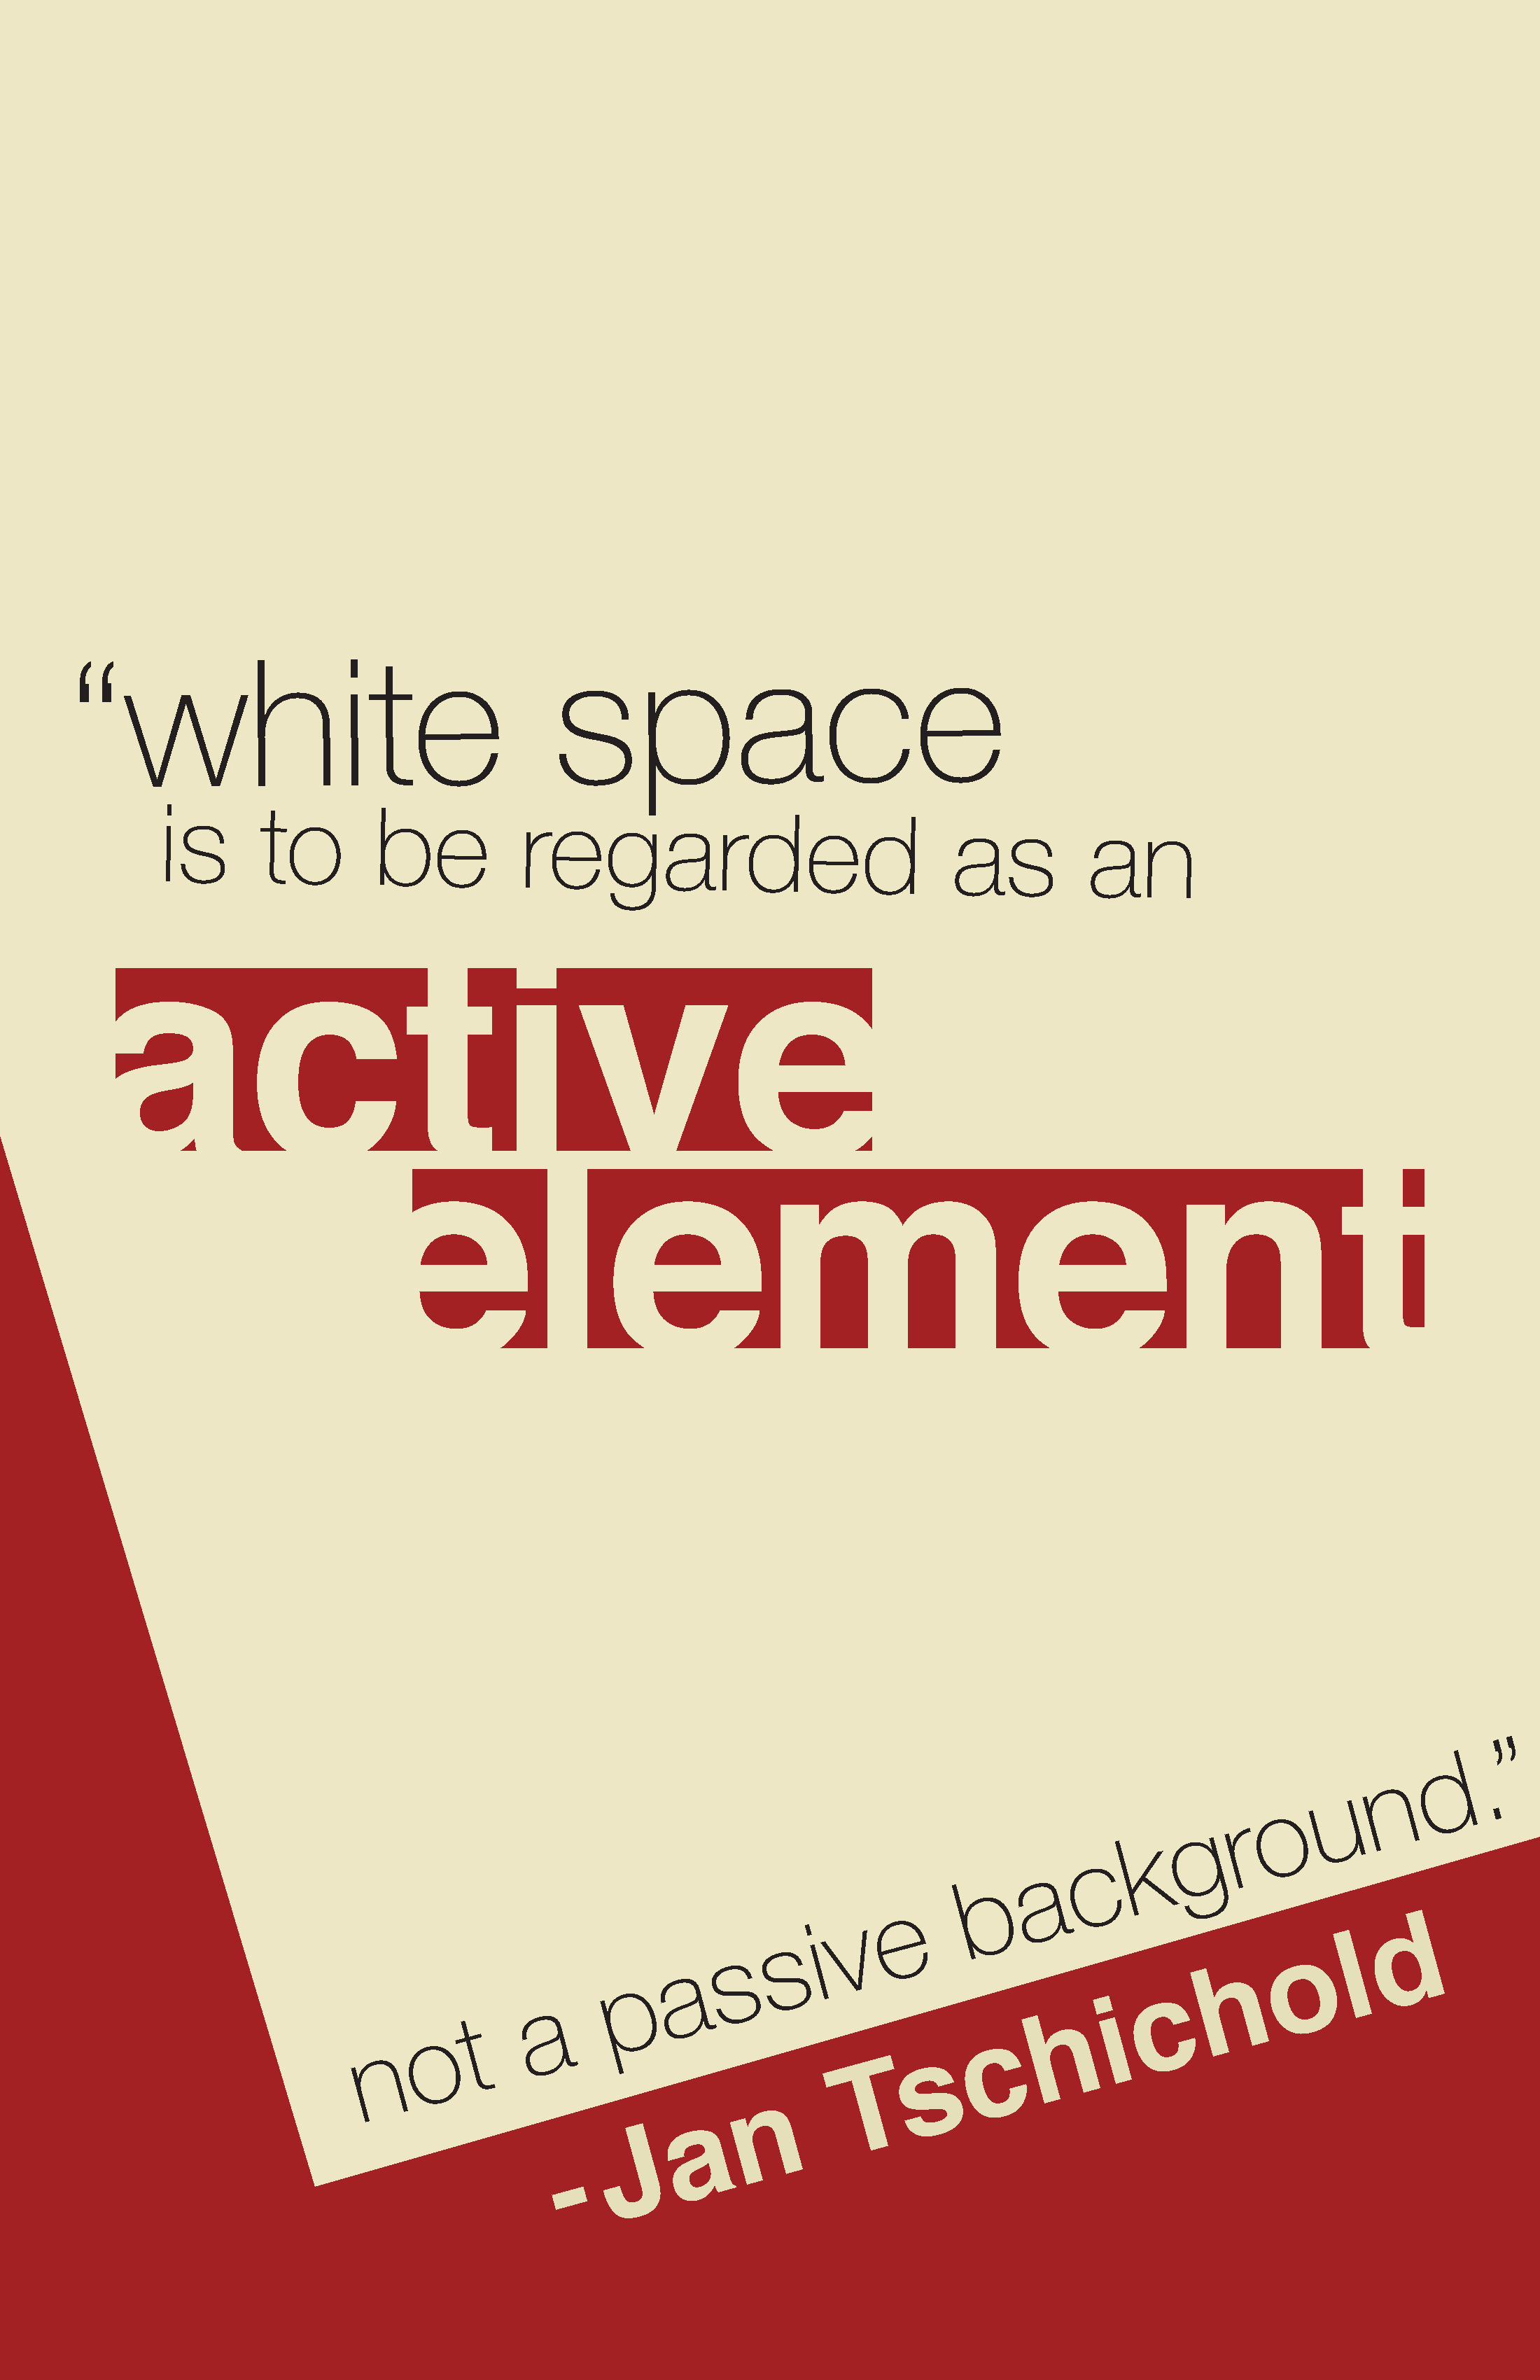 “white space
is to be regarded as an
active
element
not a passive background.”
-Jan Tschichold